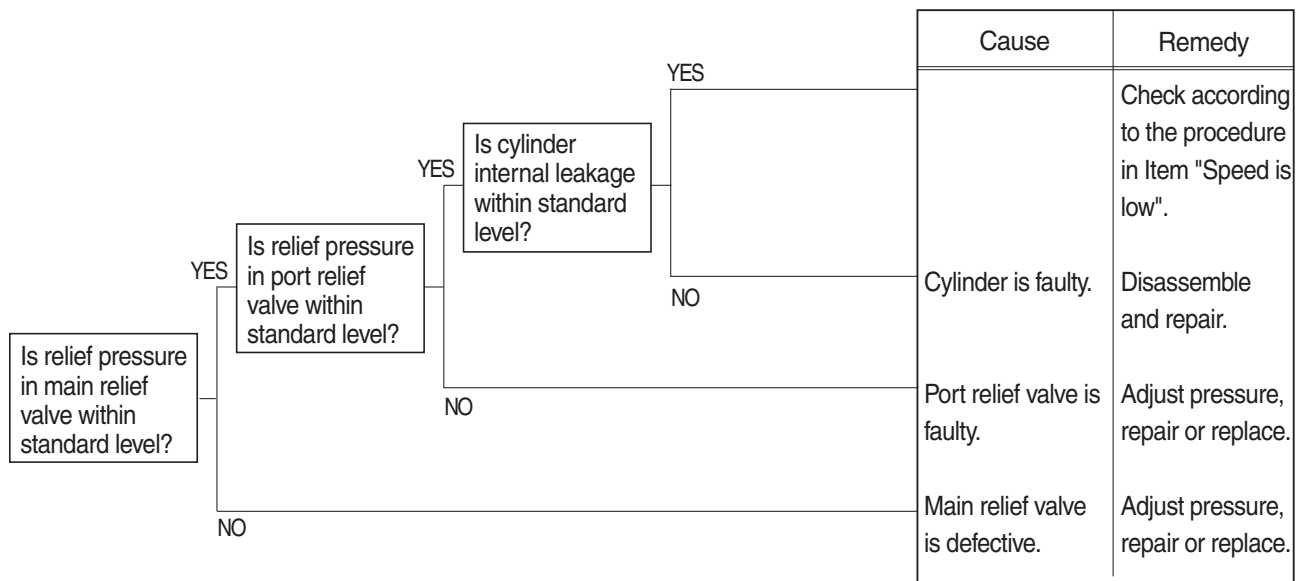 Is relief pressure
in main relief
valve within
standard level?
YES
NO
Is relief pressure
in port relief
valve within
standard level?
YES
NO
Is cylinder
internal leakage
within standard
level?
YES
NO
Cause
Remedy
Check according
to the procedure
in Item "Speed is
low".
Cylinder is faulty.
Disassemble
and repair.
Port relief valve is
faulty.
Adjust pressure,
repair or replace.
Main relief valve
is defective.
Adjust pressure,
repair or replace.